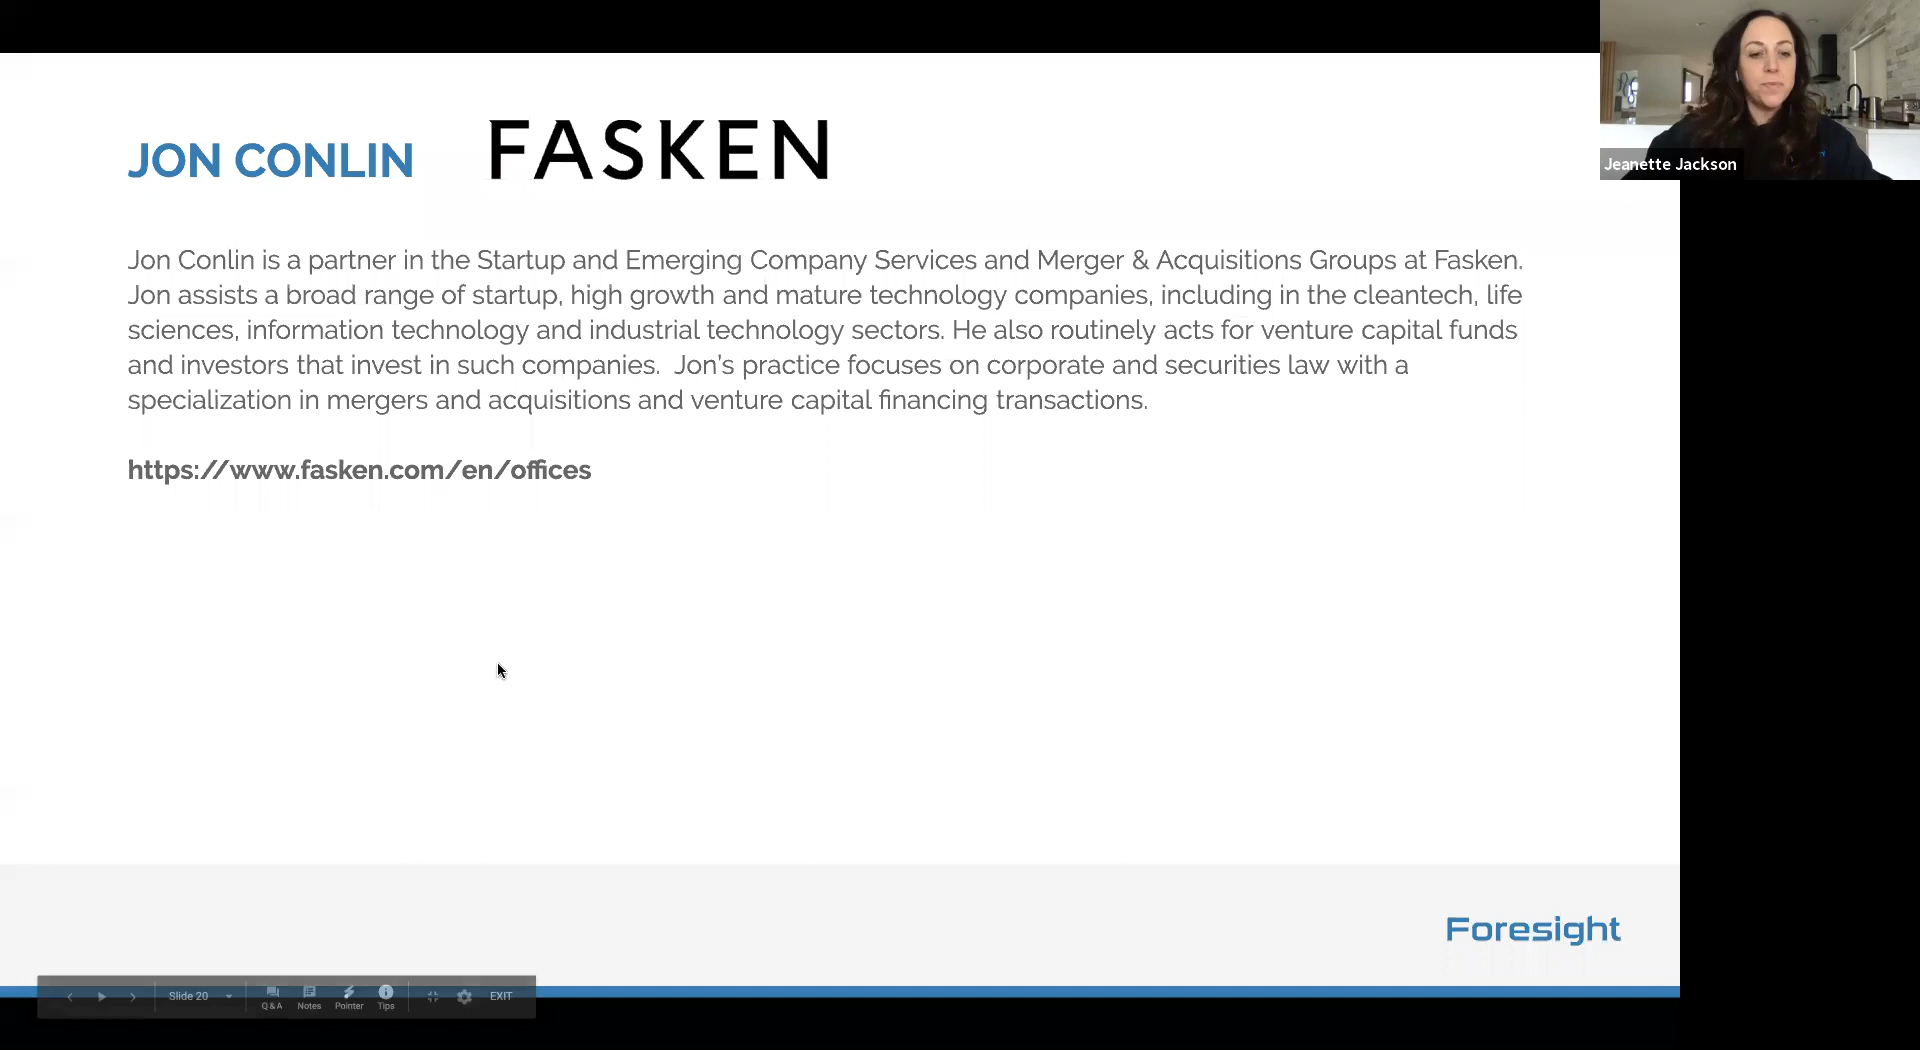 JON CONLIN
FASKEN
Jeanette Jackson
Jon Conlin is a partner in the Startup and Emerging Company Services and Merger & Acquisitions Groups at Fasken.
Jon assists a broad range of startup, high growth and mature technology companies, including in the cleantech, life
sciences, information technology and industrial technology sectors. He also routinely acts for venture capital funds
and investors that invest in such companies.  Jon’s practice focuses on corporate and securities law with a
specialization in mergers and acquisitions and venture capital financing transactions.
https://www.fasken.com/en/offices
Foresight
Slide 20
Q&A
Notes
Pointer
Tips
EXIT